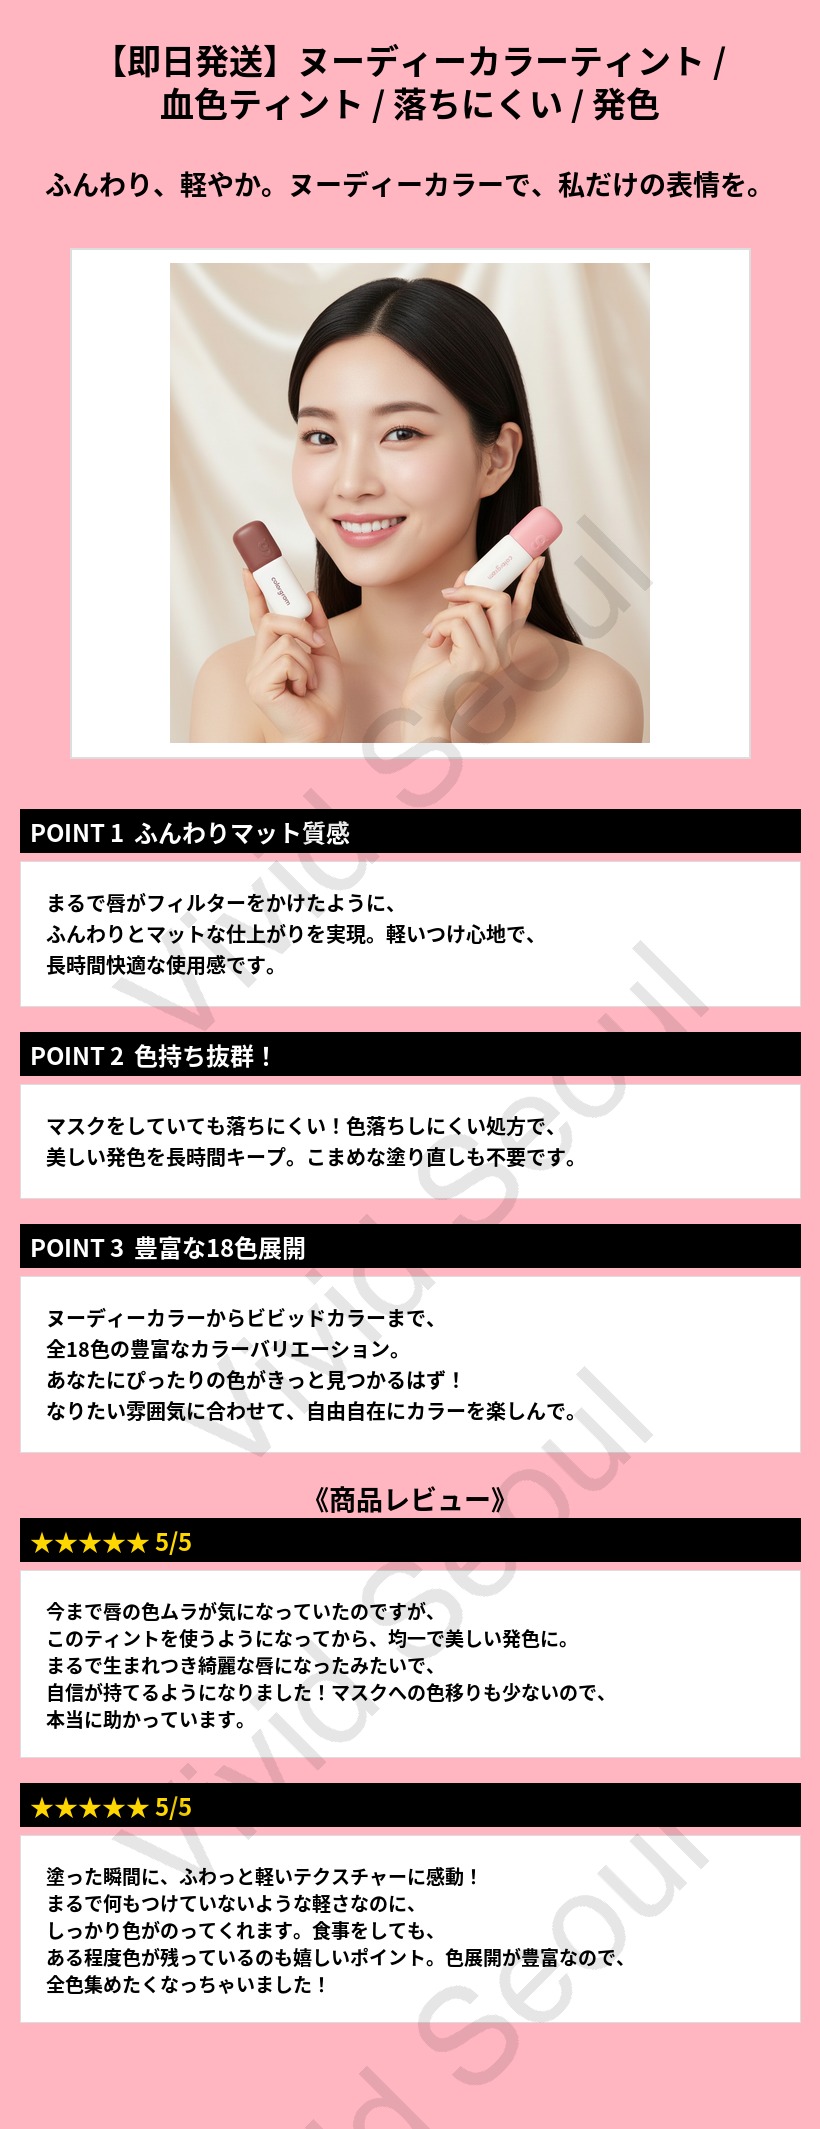 【即日発送】ヌーディーカラーティント /
血色ティント / 落ちにくい / 発色
ふんわり、軽やか。ヌーディーカラーで、私だけの表情を。
colorgram
colorgram
POINT 1 ふんわりマット質感
まるで唇がフィルターをかけたように、
ふんわりとマットな仕上がりを実現。軽いつけ心地で、
長時間快適な使用感です。
POINT 2 色持ち抜群！
マスクをしていても落ちにくい！色落ちしにくい処方で、
美しい発色を長時間キープ。こまめな塗り直しも不要です。
POINT 3 豊富な18色展開
ヌーディーカラーからビビッドカラーまで、
全18色の豊富なカラーバリエーション。
あなたにぴったりの色がきっと見つかるはず！
なりたい雰囲気に合わせて、自由自在にカラーを楽しんで。
《商品レビュー》
★★★★★ 5/5
今まで唇の色ムラが気になっていたのですが、
このティントを使うようになってから、均一で美しい発色に。
まるで生まれつき綺麗な唇になったみたいで、
自信が持てるようになりました！マスクへの色移りも少ないので、
本当に助かっています。
★★★★★ 5/5
塗った瞬間に、ふわっと軽いテクスチャーに感動！
まるで何もつけていないような軽さなのに、
しっかり色がのってくれます。食事をしても、
ある程度色が残っているのも嬉しいポイント。色展開が豊富なので、
全色集めたくなっちゃいました！
Vivid Seoul
Vivid Seoul
Vivid Seoul
Vivid Seoul